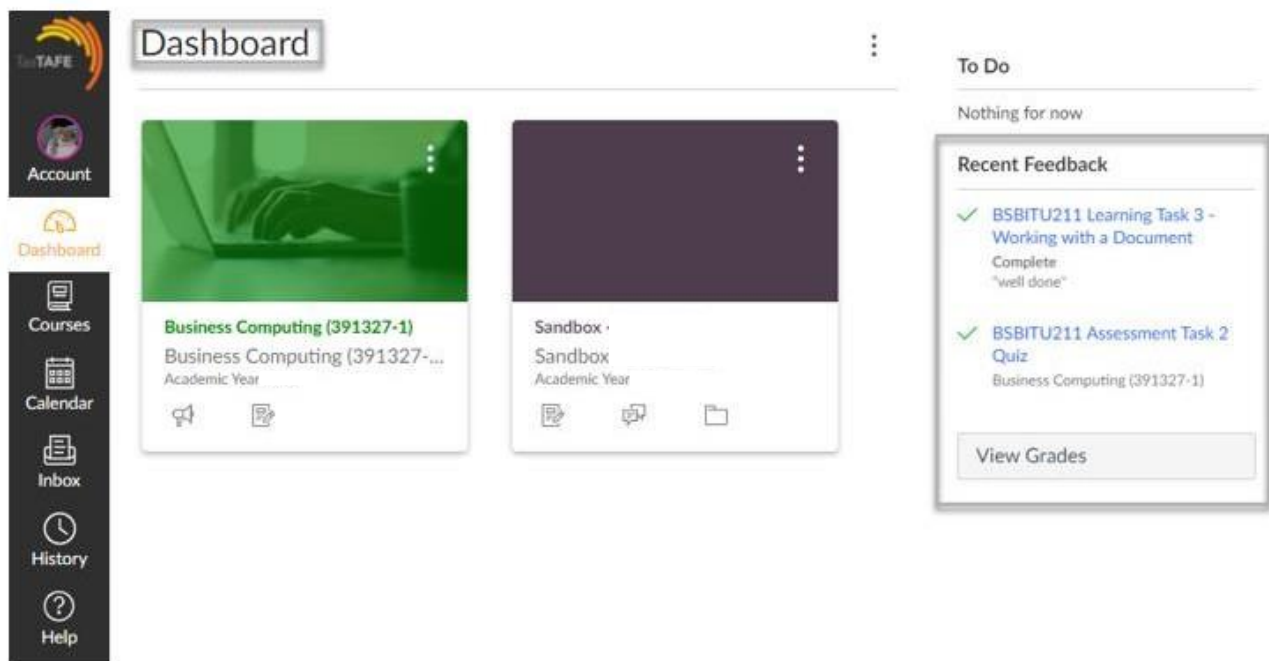 TasTAFE
Account
Dashboard
Courses
Calendar
Inbox
History
Help
Dashboard
Business Computing (391327-1)
Business Computing (391327-...
Academic Year
Sandbox ·
Sandbox
Academic Year
To Do
Nothing for now
Recent Feedback
BSBITU211 Learning Task 3 -
Working with a Document
Complete
"well done"
BSBITU211 Assessment Task 2
Quiz
Business Computing (391327-1)
View Grades